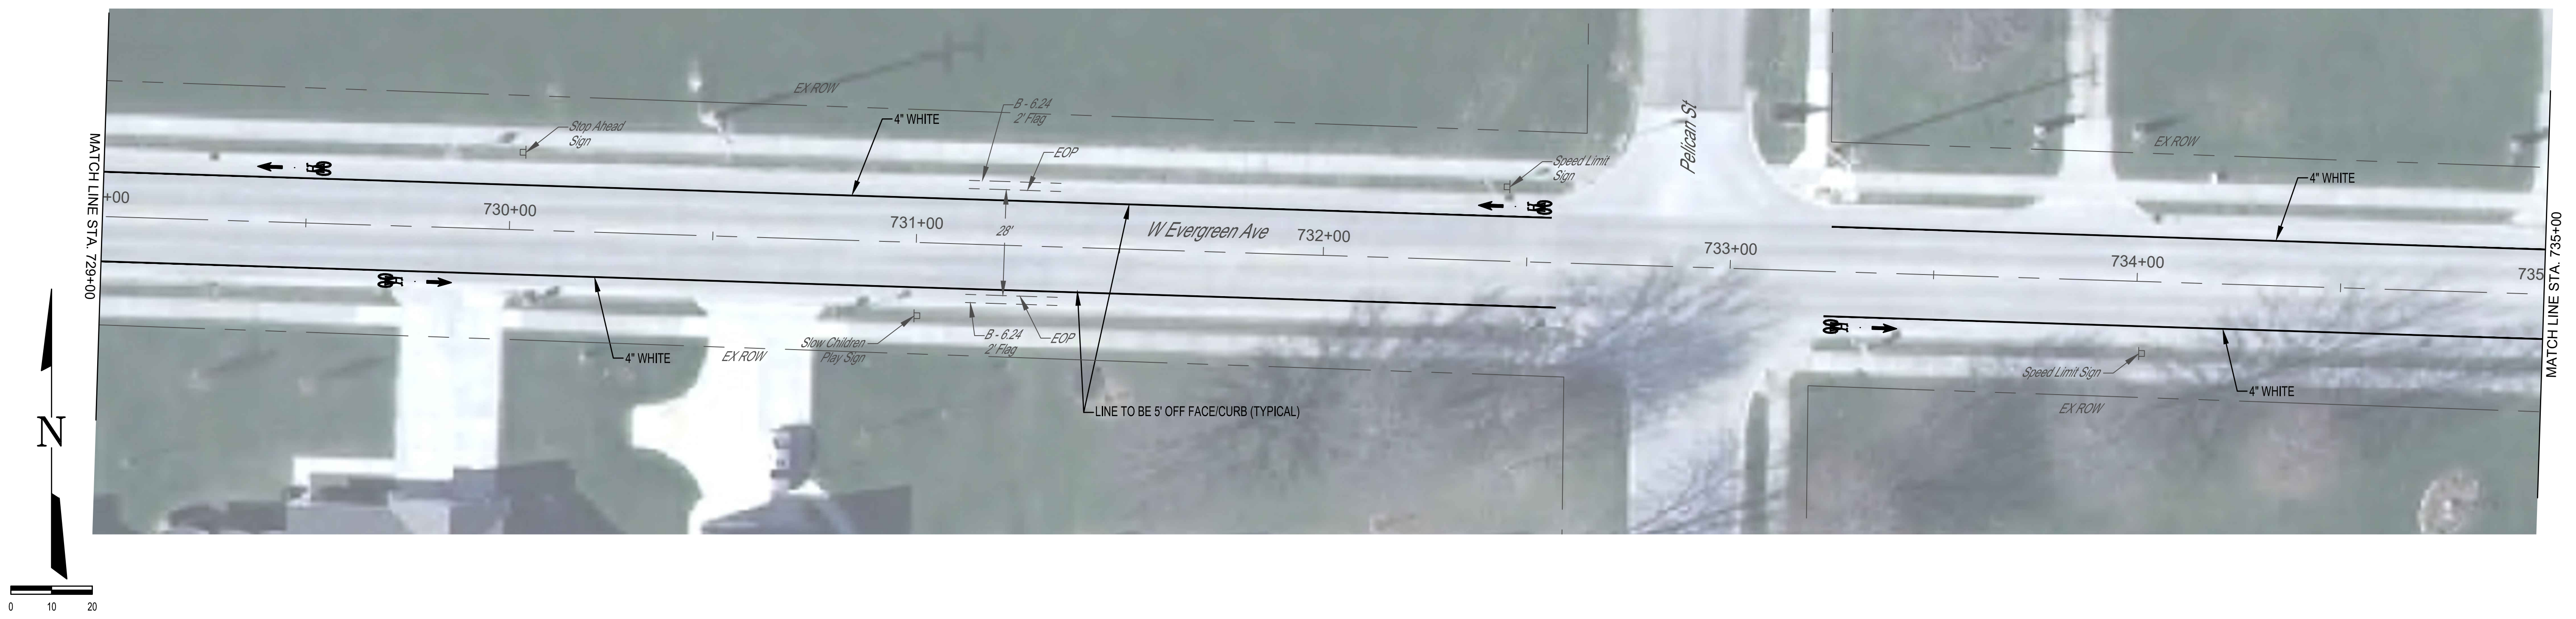 EX ROW
B - 6.24
2' Flag
4" WHITE
Stop Ahead
Sign
EOP
Pelican St
EX ROW
Speed Limit
Sign
4" WHITE
MATCH LINE STA. 729+00
+00
730+00
731+00
28'
W Evergreen Ave
732+00
733+00
734+00
735
MATCH LINE STA. 735+00
Slow Children
Play Sign
B - 6.24
2' Flag
EOP
4" WHITE
EX ROW
Speed Limit Sign
4" WHITE
LINE TO BE 5' OFF FACE/CURB (TYPICAL)
EX ROW
N
0 10 20